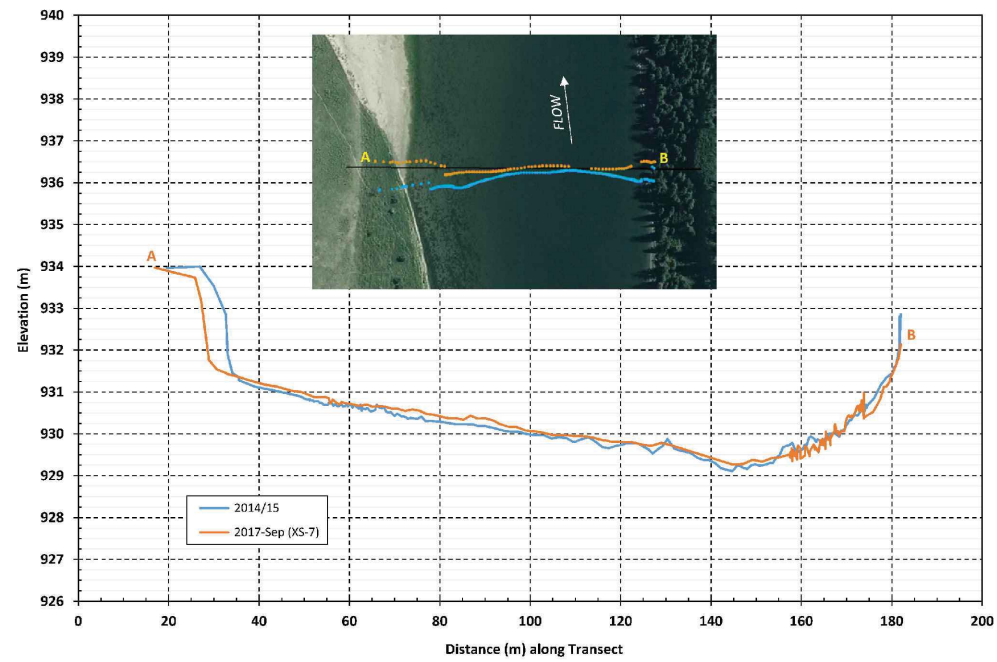 940
939
938
937
936
935
934
933
932
931
930
929
928
927
926
Elevation (m)
FLOW
A
B
A
B
2014/15
2017-Sep (XS-7)
0 20 40 60 80 100 120 140 160 180 200
Distance (m) along Transect